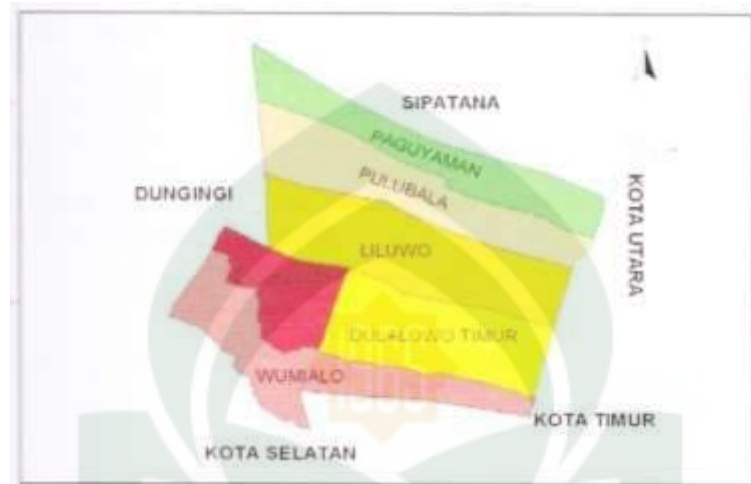 SIPATANA
PAGUYAMAN
PULUBALA
DUNGINGI
KOTA UTARA
LILUWO
DULALOWO TIMUR
WUMIALO
KOTA TIMUR
KOTA SELATAN